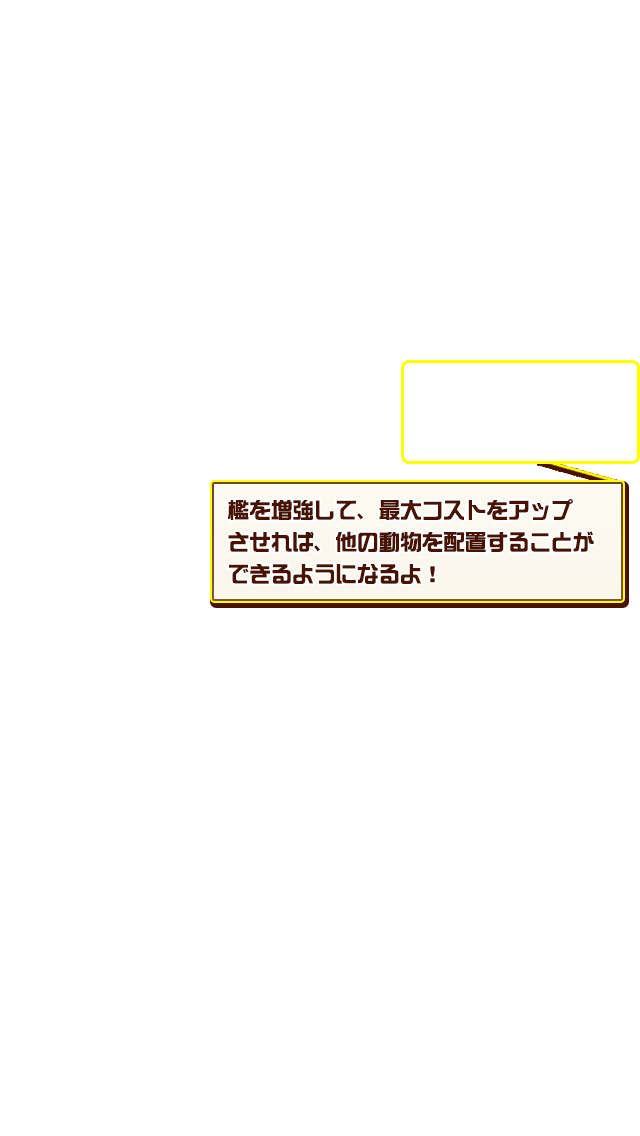 檻を増強して、最大コストをアップ
させれば、他の動物を配置することが
できるようになるよ！